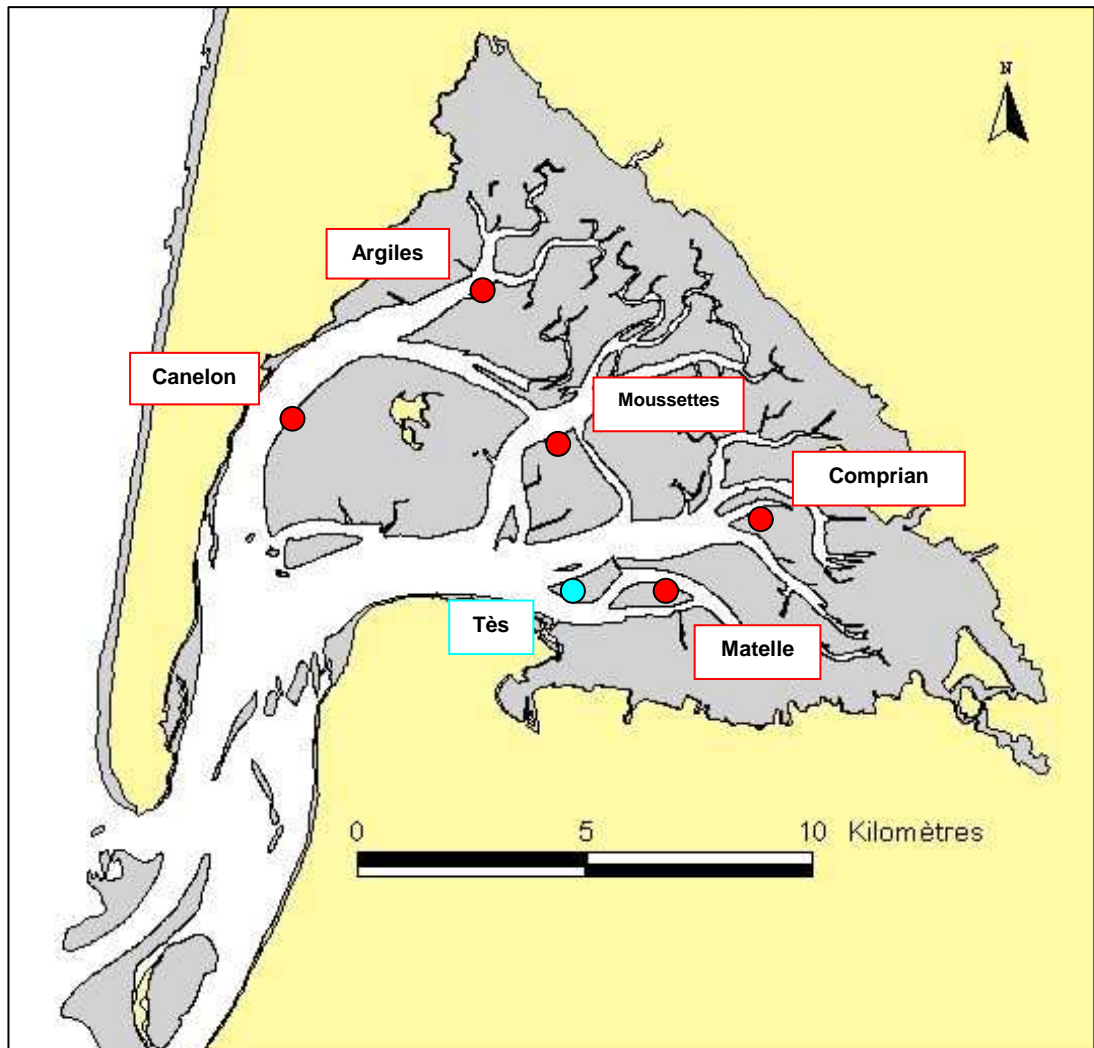 N
Argiles
Canelon
Moussettes
Comprian
Tès
Matelle
0 5 10 Kilomètres